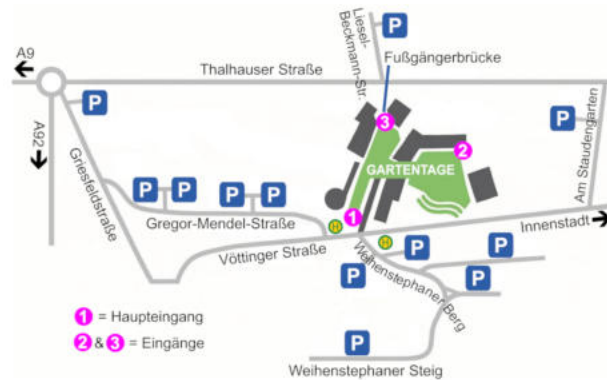 A9
Thalhauser Straße
Liesel-
Beckmann-Str.
P
Fußgängerbrücke
P
A92
Griesfeldstraße
3
2
P
Am Staudengarten
GARTENTAGE
P P
P P
Gregor-Mendel-Straße
1
H
Innenstadt
Vöttinger Straße
H
P
P
P
P
P
Weihenstephaner Berg
1 = Haupteingang
2 & 3 = Eingänge
P
Weihenstephaner Steig